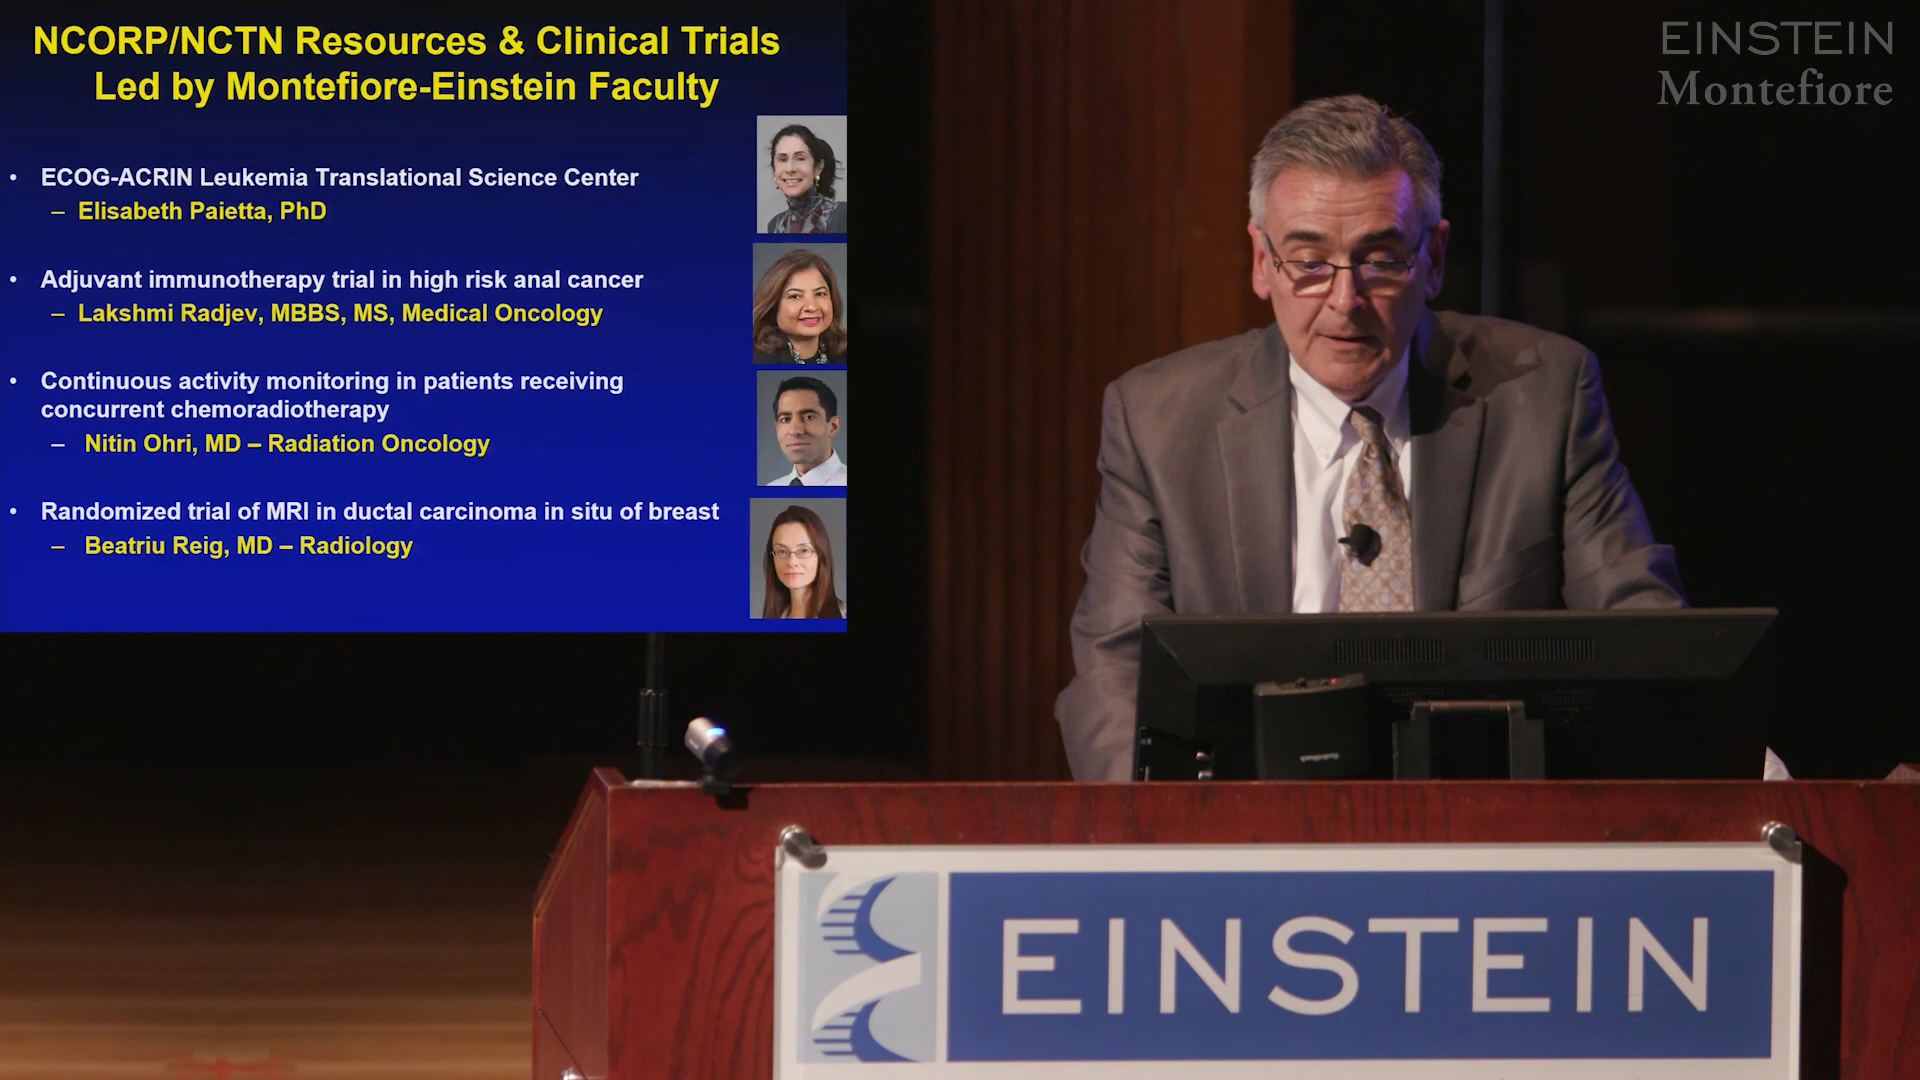 NCORP/NCTN Resources & Clinical Trials
Led by Montefiore-Einstein Faculty
• ECOG-ACRIN Leukemia Translational Science Center
– Elisabeth Paietta, PhD
• Adjuvant immunotherapy trial in high risk anal cancer
– Lakshmi Radjev, MBBS, MS, Medical Oncology
• Continuous activity monitoring in patients receiving
concurrent chemoradiotherapy
– Nitin Ohri, MD – Radiation Oncology
• Randomized trial of MRI in ductal carcinoma in situ of breast
– Beatriu Reig, MD – Radiology
EINSTEIN
Montefiore
RadioShack
EINSTEIN